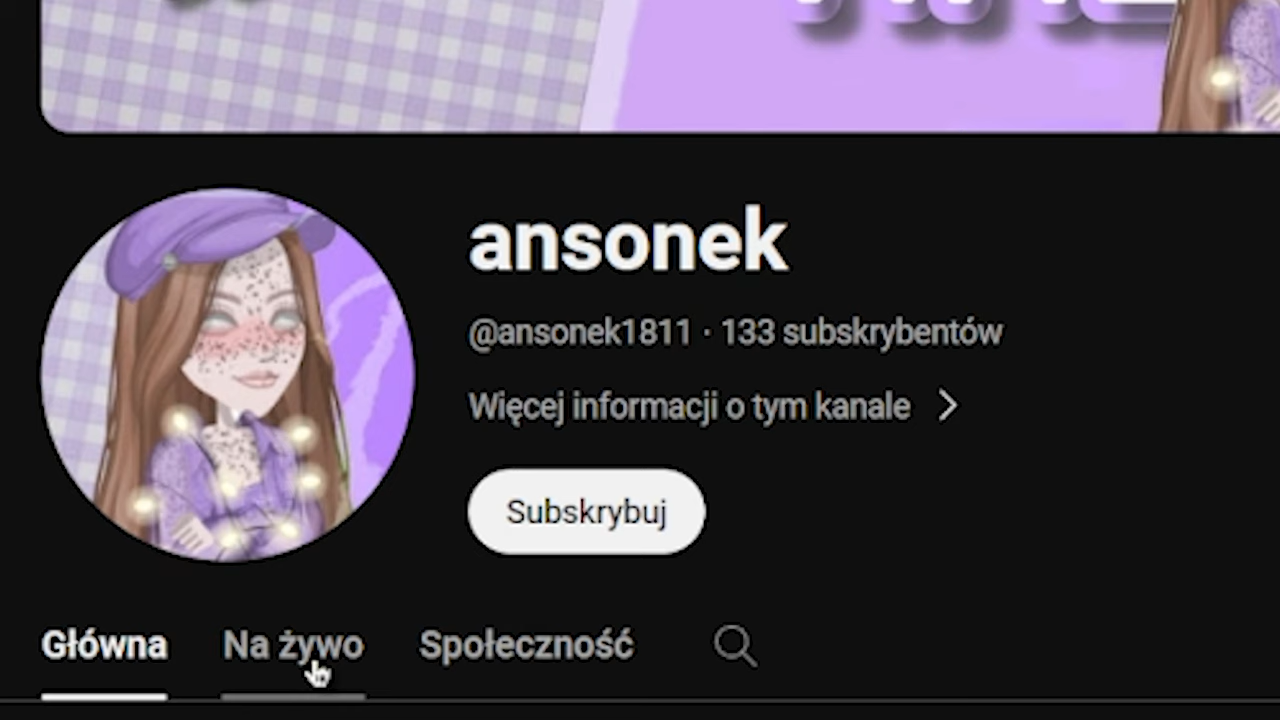 ansonek
@ansonek1811 · 133 subskrybentów
Więcej informacji o tym kanale
Subskrybuj
Główna Na żywo Społeczność